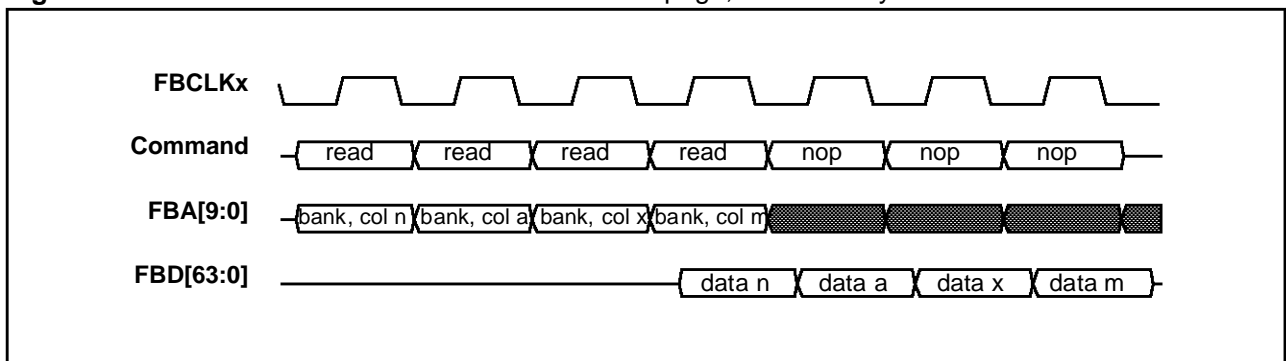 FBCLKx
Command read read read read nop nop nop
FBA[9:0] bank, col n bank, col a bank, col x bank, col m
FBD[63:0] data n data a data x data m